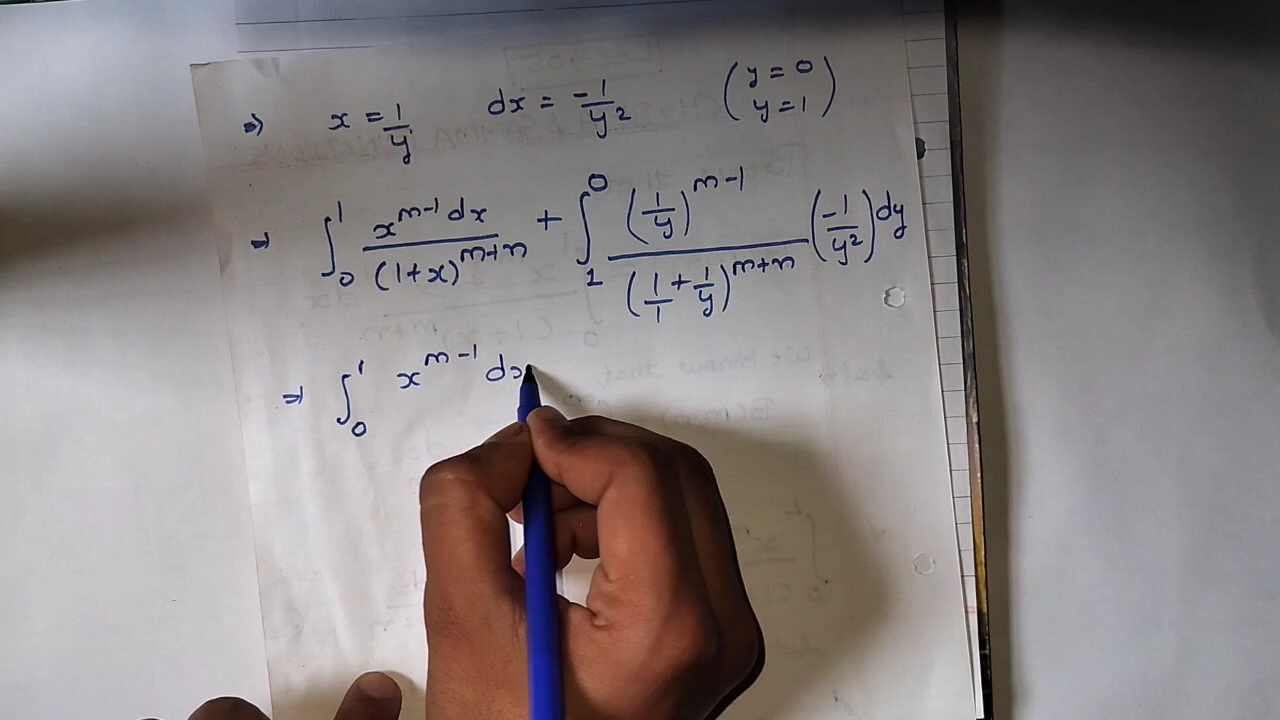 ⇒ x = 1/y dx = -1/y² (y = 0 y = 1)
⇒ ∫₀¹ x^(m-1) dx / (1+x)^(m+n) + ∫₁⁰ (1/y)^(m-1) / (1/1 + 1/y)^(m+n) (-1/y²) dy
⇒ ∫₀¹ x^(m-1) dx